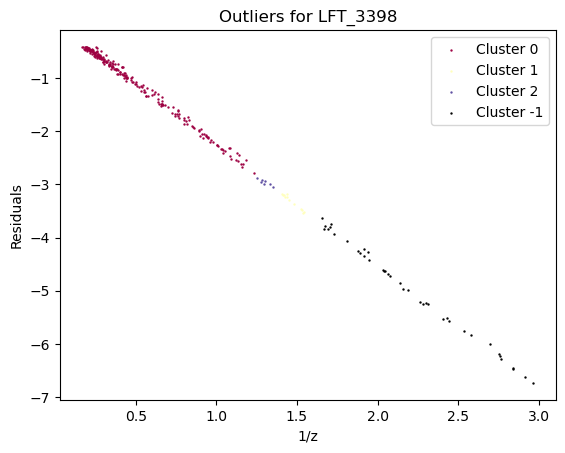 Outliers for LFT_3398
Cluster 0
Cluster 1
Cluster 2
Cluster -1
Residuals
−1
−2
−3
−4
−5
−6
−7
0.5 1.0 1.5 2.0 2.5 3.0
1/z